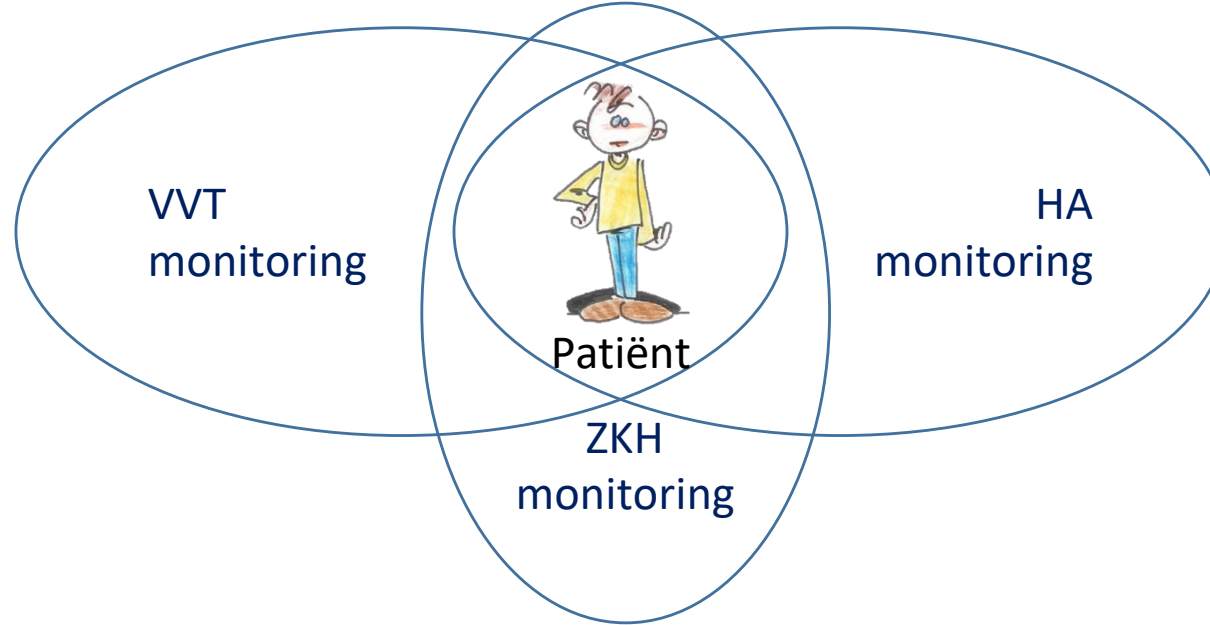 VVT
monitoring
HA
monitoring
Patiënt
ZKH
monitoring